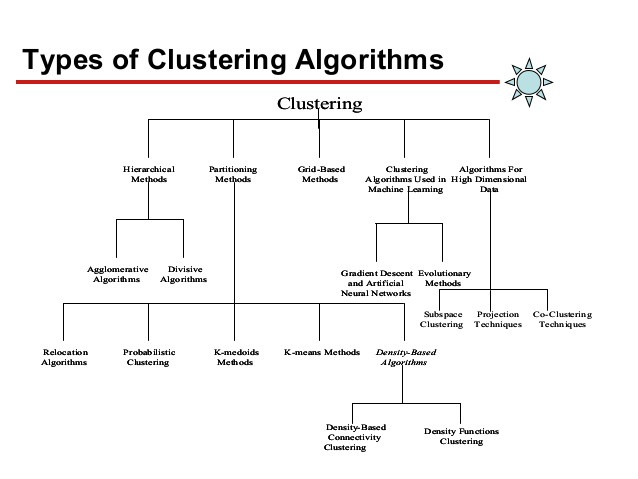 Types of Clustering Algorithms
Clustering
Hierarchical
Methods
Partitioning
Methods
Grid-Based
Methods
Clustering
Algorithms Used in
Machine Learning
Algorithms For
High Dimensional
Data
Agglomerative
Algorithms
Divisive
Algorithms
Gradient Descent
and Artificial
Neural Networks
Evolutionary
Methods
Subspace
Clustering
Projection
Techniques
Co-Clustering
Techniques
Relocation
Algorithms
Probabilistic
Clustering
K-medoids
Methods
K-means Methods
Density-Based
Algorithms
Density-Based
Connectivity
Clustering
Density Functions
Clustering